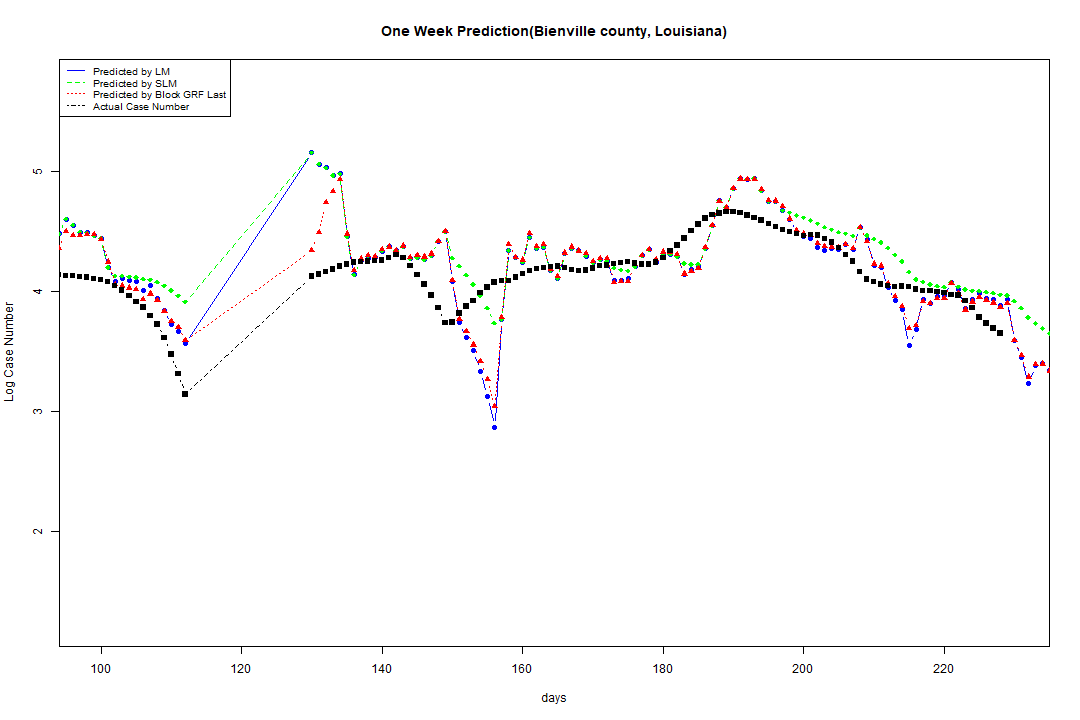 One Week Prediction(Bienville county, Louisiana)
Predicted by LM
Predicted by SLM
Predicted by Block GRF Last
Actual Case Number
5
4
3
2
Log Case Number
100 120 140 160 180 200 220
days